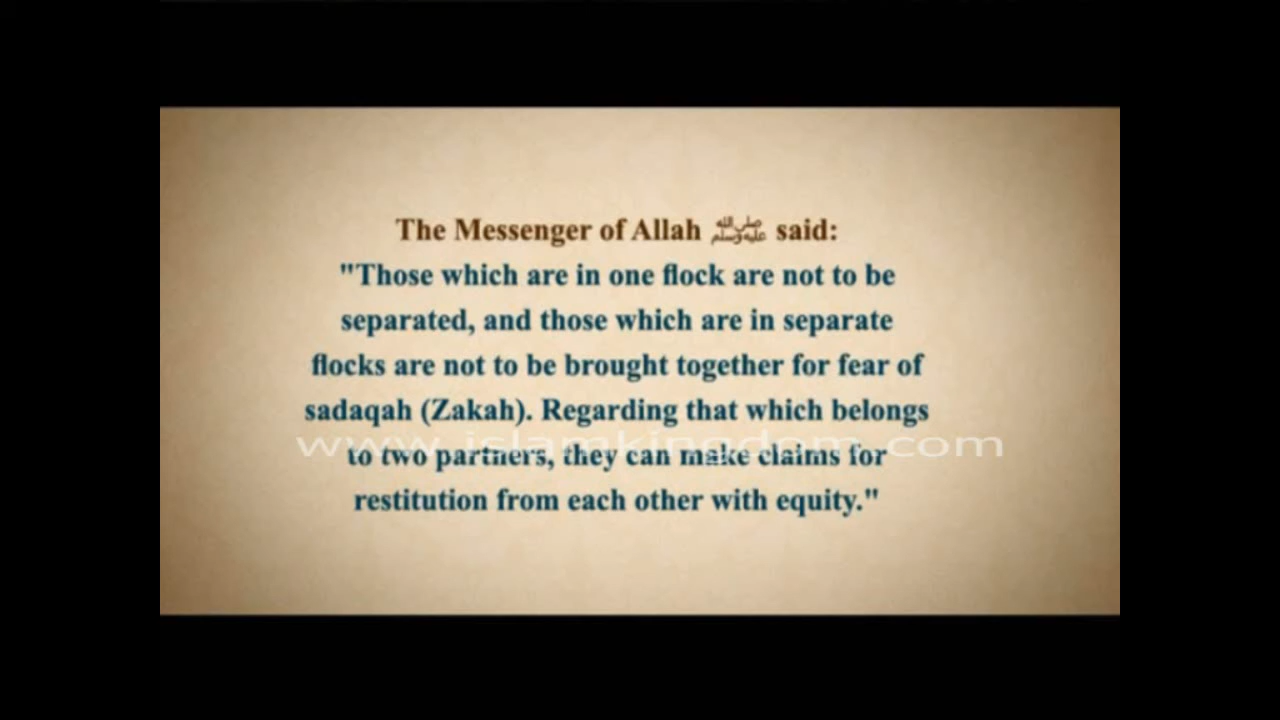 The Messenger of Allah ﷺ said:
"Those which are in one flock are not to be
separated, and those which are in separate
flocks are not to be brought together for fear of
sadaqah (Zakah). Regarding that which belongs
www.islamkingdom.com
to two partners, they can make claims for
restitution from each other with equity."